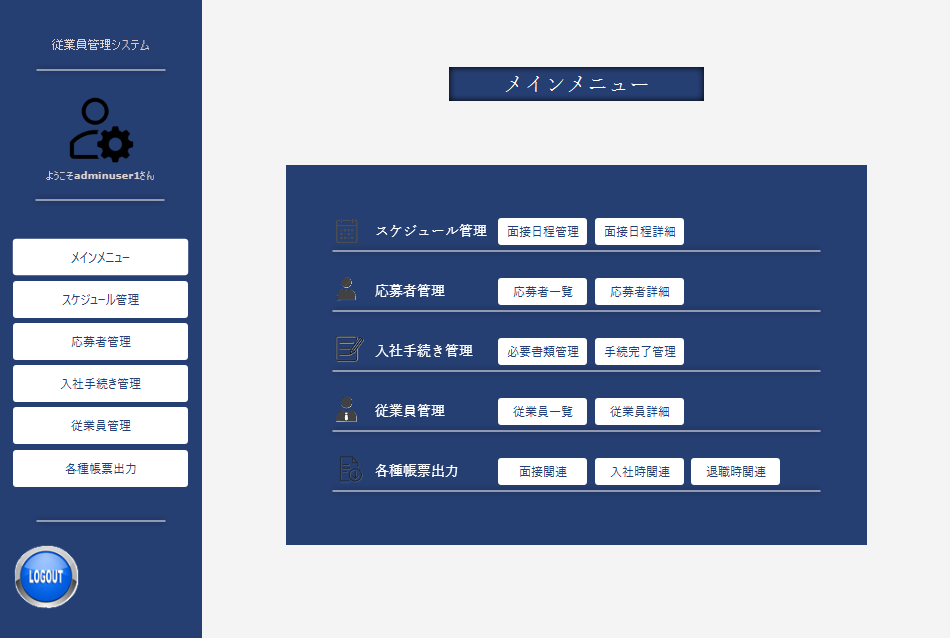 従業員管理システム
ようこそadminuser1さん
メインメニュー
スケジュール管理
応募者管理
入社手続き管理
従業員管理
各種帳票出力
LOGOUT
メインメニュー
スケジュール管理 面接日程管理 面接日程詳細
応募者管理 応募者一覧 応募者詳細
入社手続き管理 必要書類管理 手続完了管理
従業員管理 従業員一覧 従業員詳細
各種帳票出力 面接関連 入社時関連 退職時関連